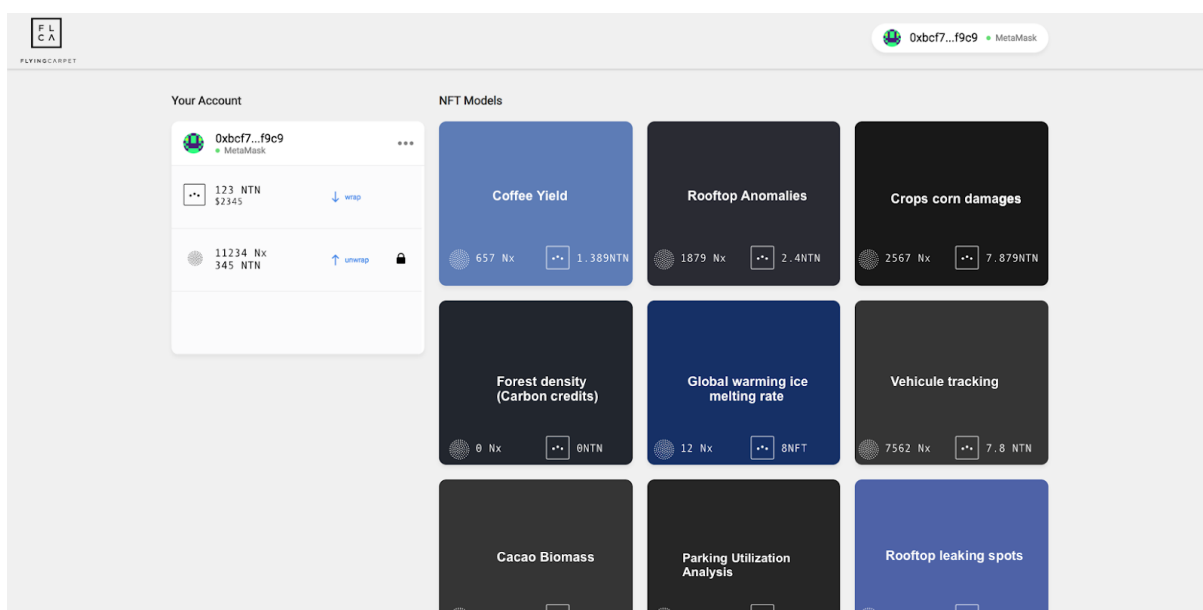 F L
C Λ
FLYINGCARPET
0xbcf7...f9c9 MetaMask
Your Account
NFT Models
0xbcf7...f9c9
MetaMask
123 NTN
$2345
wrap
11234 Nx
345 NTN
unwrap
Coffee Yield
657 Nx 1.389NTN
Rooftop Anomalies
1879 Nx 2.4NTN
Crops corn damages
2567 Nx 7.879NTN
Forest density
(Carbon credits)
0 Nx 0NTN
Global warming ice
melting rate
12 Nx 8NFT
Vehicule tracking
7562 Nx 7.8 NTN
Cacao Biomass
Parking Utilization
Analysis
Rooftop leaking spots